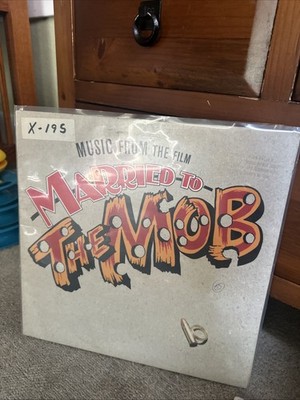 X-195
MUSIC FROM THE FILM
MARRIED TO
THE MOB